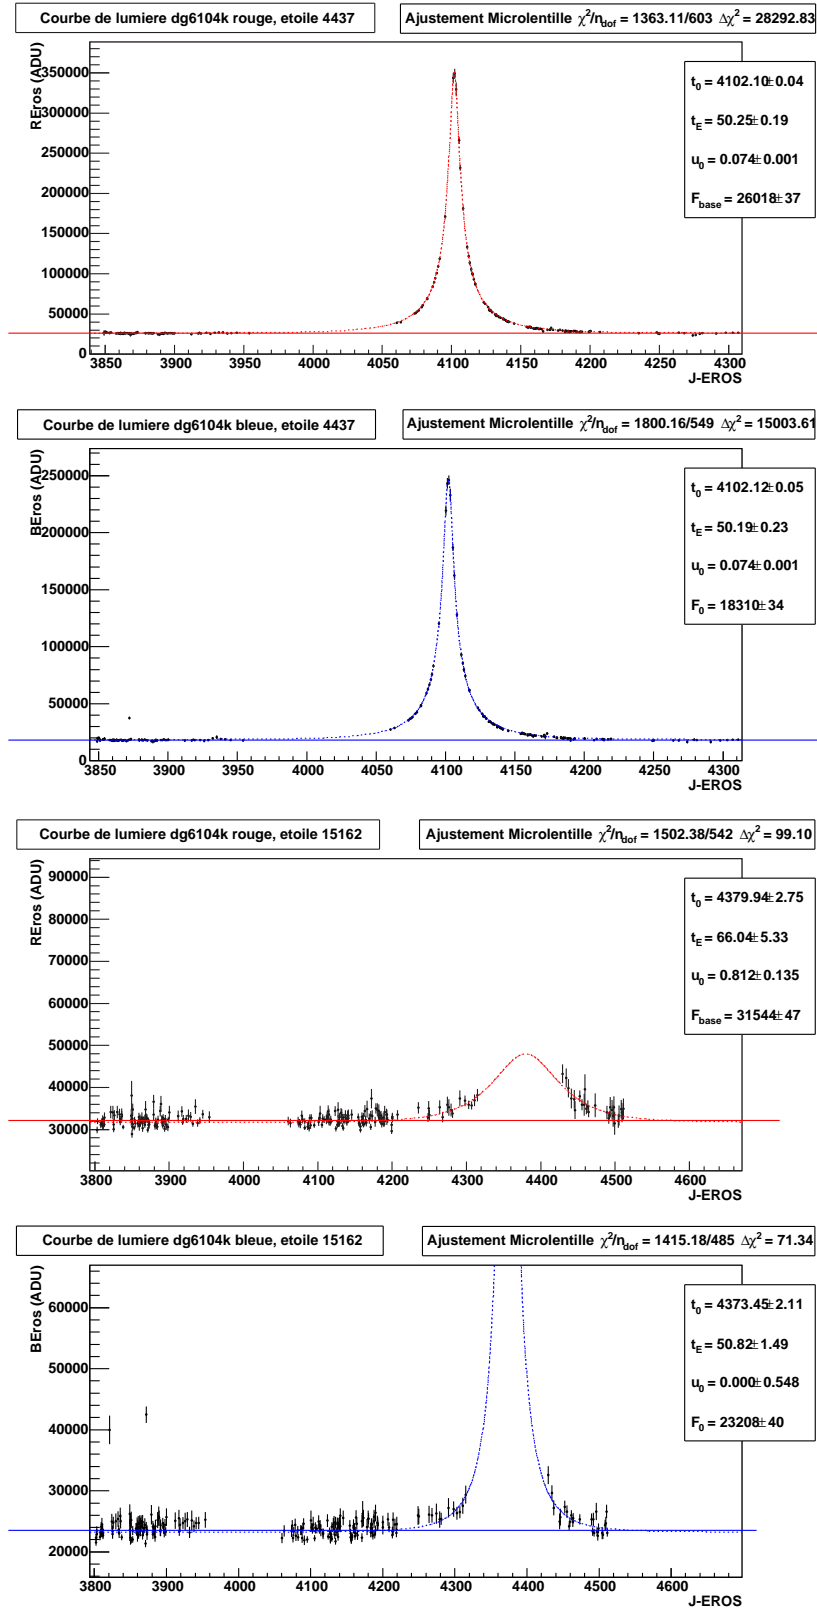 Courbe de lumiere dg6104k rouge, etoile 4437
Ajustement Microlentille χ²/n_dof = 1363.11/603 Δχ² = 28292.83
REros (ADU)
350000
300000
250000
200000
150000
100000
50000
0
t_0 = 4102.10± 0.04
t_E = 50.25± 0.19
u_0 = 0.074± 0.001
F_base = 26018± 37
3850 3900 3950 4000 4050 4100 4150 4200 4250 4300
J-EROS
Courbe de lumiere dg6104k bleue, etoile 4437
Ajustement Microlentille χ²/n_dof = 1800.16/549 Δχ² = 15003.61
BEros (ADU)
250000
200000
150000
100000
50000
0
t_0 = 4102.12± 0.05
t_E = 50.19± 0.23
u_0 = 0.074± 0.001
F_0 = 18310± 34
3850 3900 3950 4000 4050 4100 4150 4200 4250 4300
J-EROS
Courbe de lumiere dg6104k rouge, etoile 15162
Ajustement Microlentille χ²/n_dof = 1502.38/542 Δχ² = 99.10
REros (ADU)
90000
80000
70000
60000
50000
40000
30000
t_0 = 4379.94± 2.75
t_E = 66.04± 5.33
u_0 = 0.812± 0.135
F_base = 31544± 47
3800 3900 4000 4100 4200 4300 4400 4500 4600
J-EROS
Courbe de lumiere dg6104k bleue, etoile 15162
Ajustement Microlentille χ²/n_dof = 1415.18/485 Δχ² = 71.34
BEros (ADU)
60000
50000
40000
30000
20000
t_0 = 4373.45± 2.11
t_E = 50.82± 1.49
u_0 = 0.000± 0.548
F_0 = 23208± 40
3800 3900 4000 4100 4200 4300 4400 4500 4600
J-EROS